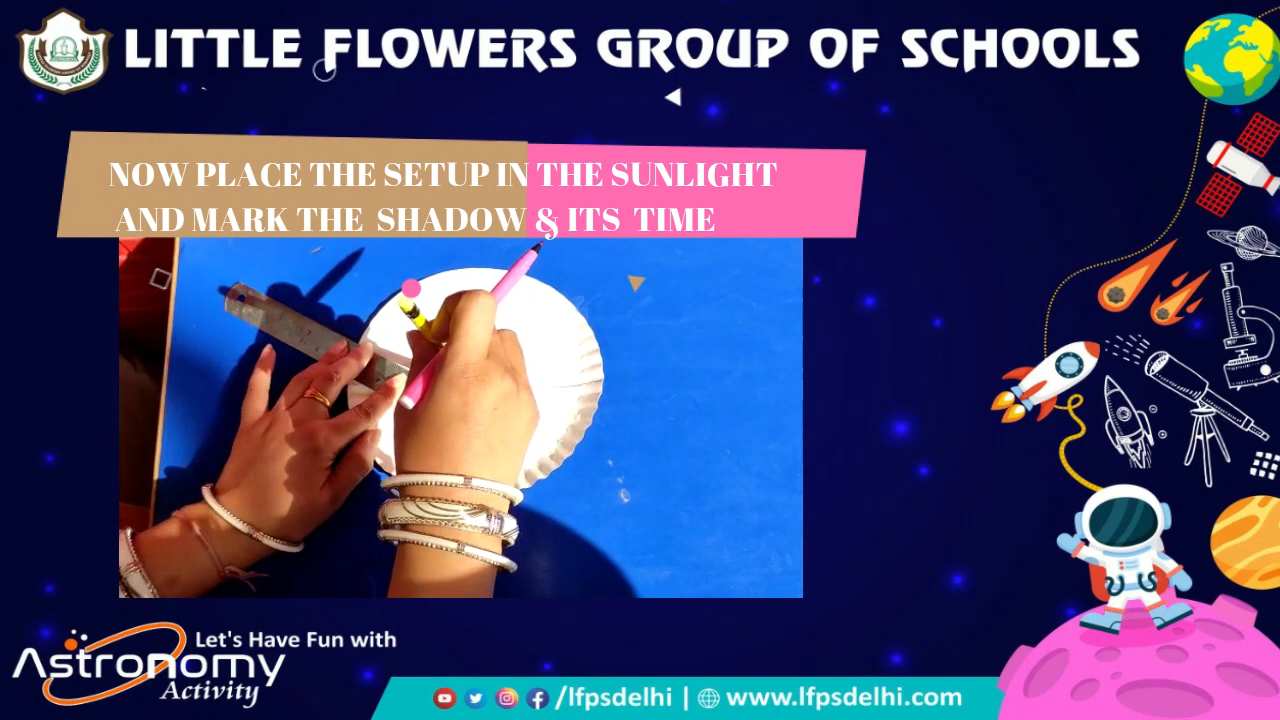 LITTLE FLOWERS GROUP OF SCHOOLS
NOW PLACE THE SETUP IN THE SUNLIGHT
AND MARK THE SHADOW & ITS TIME
Let's Have Fun with
Astronomy
Activity
/lfpsdelhi | www.lfpsdelhi.com